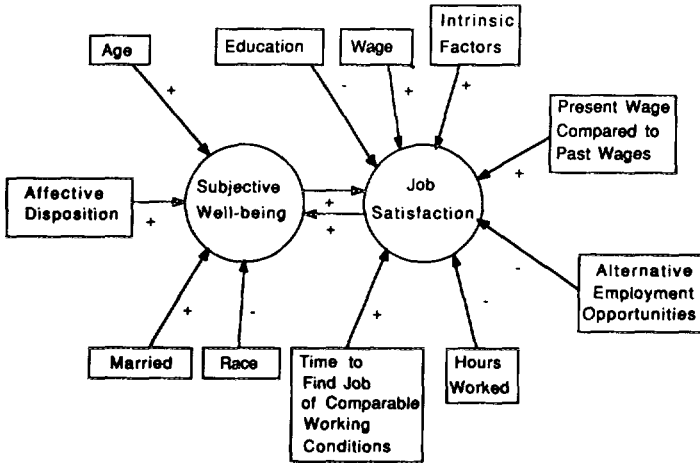 Age
Education
Wage
Intrinsic
Factors
+
-
+
+
Present Wage
Compared to
Past Wages
+
Affective
Disposition
+
Subjective
Well-being
+
+
Job
Satisfaction
-
Alternative
Employment
Opportunities
+
-
+
-
Married
Race
Time to
Find Job
of Comparable
Working
Conditions
Hours
Worked